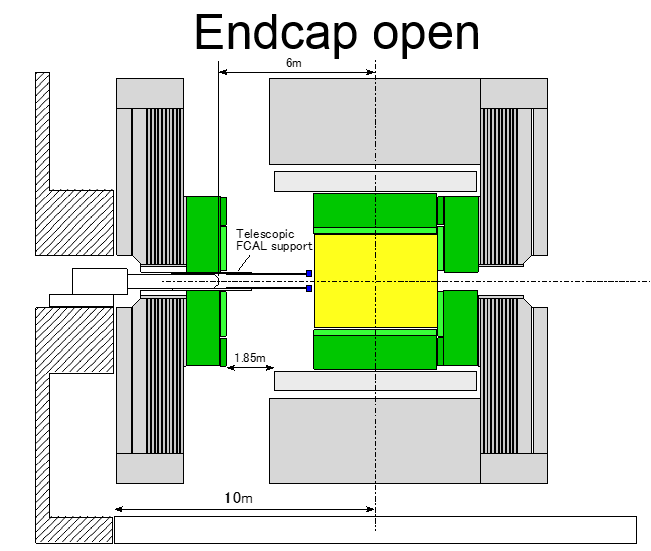 Endcap open
6m
Telescopic
FCAL support
1.85m
10m